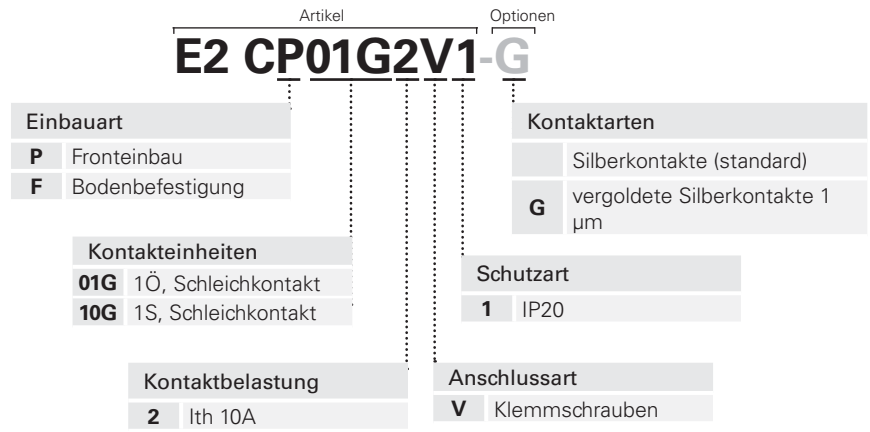 Artikel Optionen
E2 CP01G2V1-G
Einbauart
P Fronteinbau
F Bodenbefestigung
Kontaktarten
Silberkontakte (standard)
G vergoldete Silberkontakte 1
µm
Kontakteinheiten
01G 1Ö, Schleichkontakt
10G 1S, Schleichkontakt
Schutzart
1 IP20
Kontaktbelastung
2 Ith 10A
Anschlussart
V Klemmschrauben